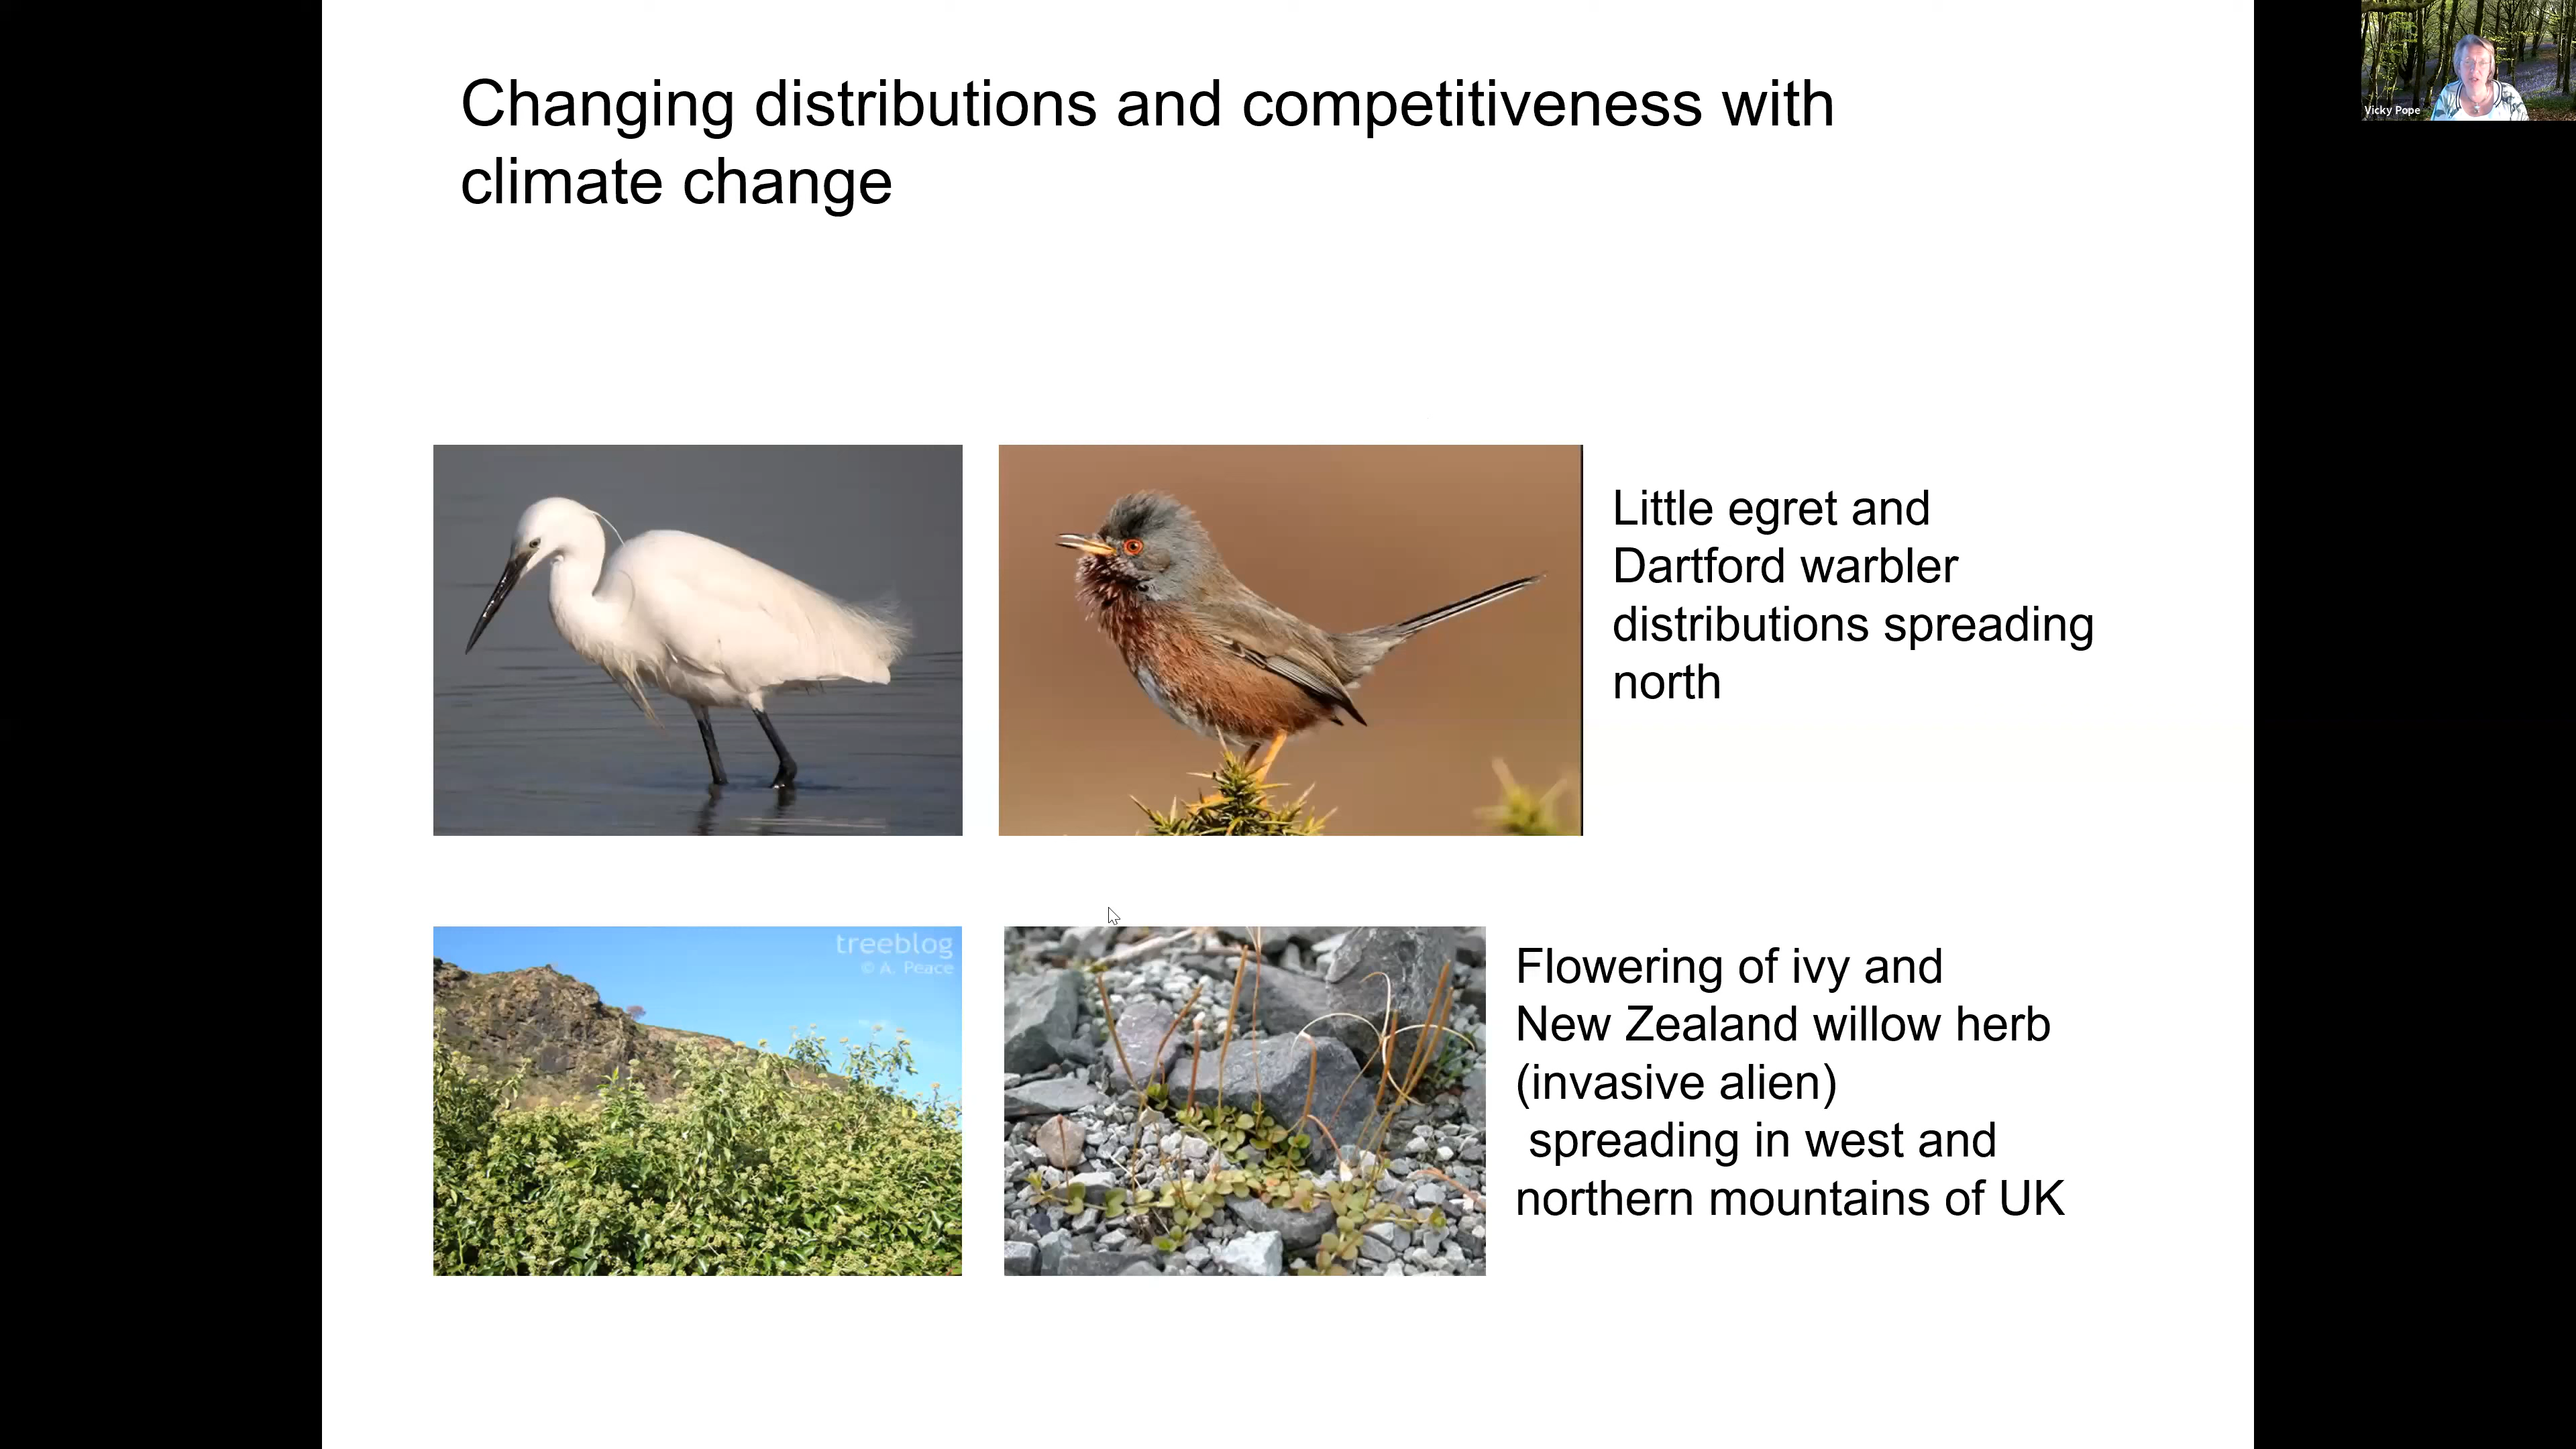 Changing distributions and competitiveness with
climate change
Vicky Pope
Little egret and
Dartford warbler
distributions spreading
north
treeblog
© A. Peace
Flowering of ivy and
New Zealand willow herb
(invasive alien)
spreading in west and
northern mountains of UK